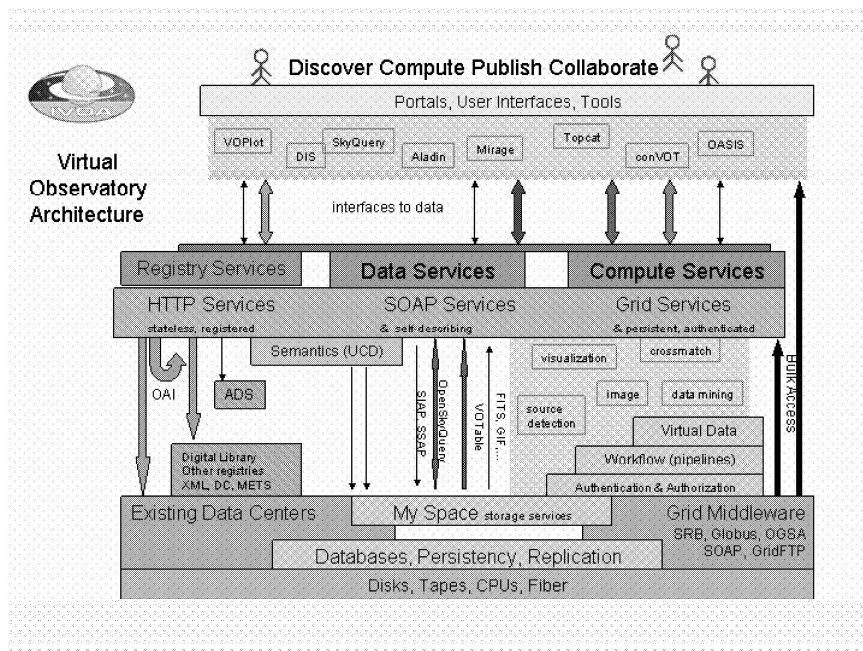 Discover Compute Publish Collaborate
IVOA
Portals, User Interfaces, Tools
Virtual
Observatory
Architecture
VOPlot
DIS
SkyQuery
Aladin
Mirage
Topcat
conVOT
OASIS
interfaces to data
Registry Services
Data Services
Compute Services
HTTP Services
SOAP Services
Grid Services
stateless, registered
& self-describing
& persistent, authenticated
Semantics (UCD)
OAI
ADS
SIAP, SSAP
OpenSkyQuery
VOTable
FITS, GIF,...
visualization
crossmatch
image
data mining
source
detection
Bulk Access
Virtual Data
Workflow (pipelines)
Authentication & Authorization
Digital Library
Other registries
XML, DC, METS
Existing Data Centers
My Space storage services
Grid Middleware
SRB, Globus, OGSA
SOAP, GridFTP
Databases, Persistency, Replication
Disks, Tapes, CPUs, Fiber